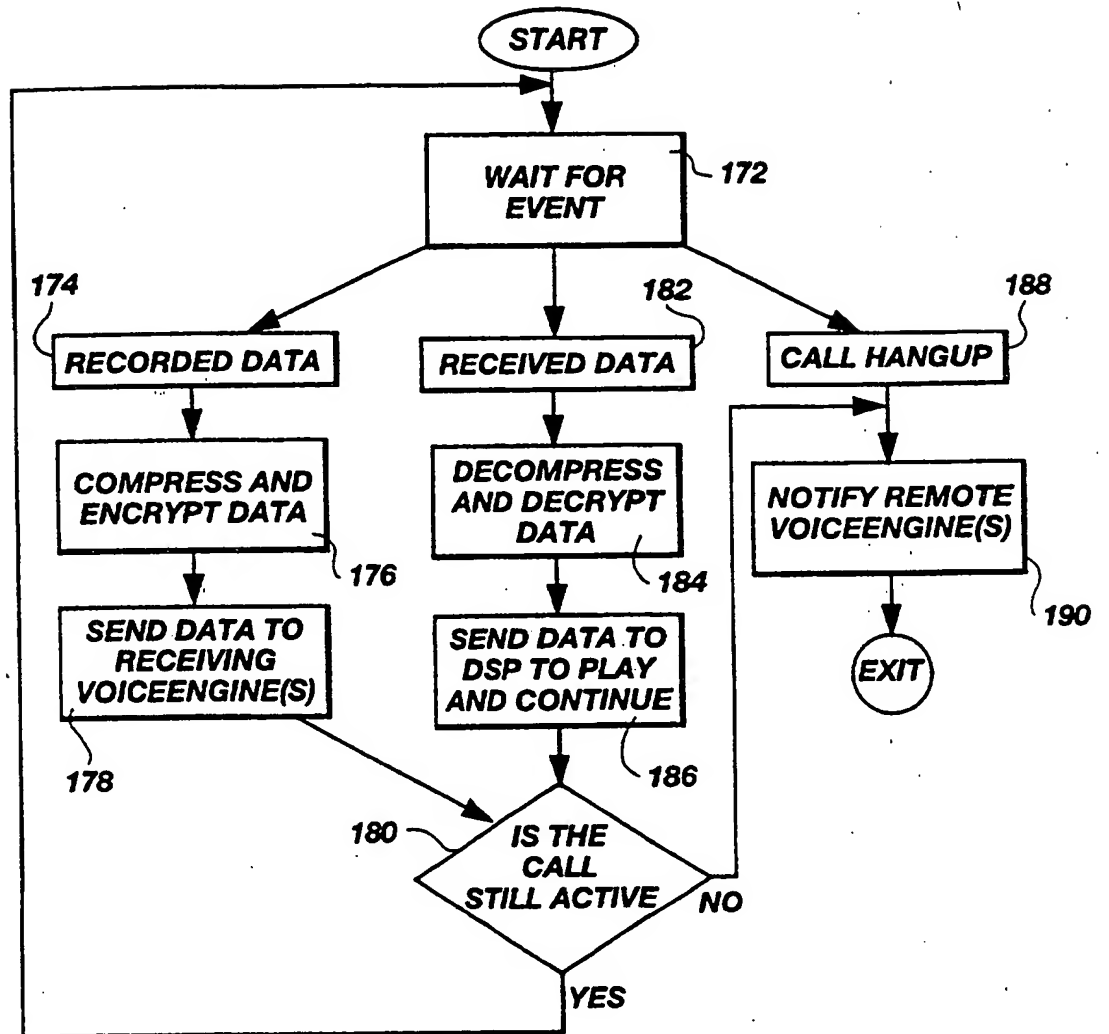 START
WAIT FOR
EVENT
172
174
182
188
RECORDED DATA
RECEIVED DATA
CALL HANGUP
COMPRESS AND
ENCRYPT DATA
176
DECOMPRESS
AND DECRYPT
DATA
184
NOTIFY REMOTE
VOICEENGINE(S)
190
SEND DATA TO
RECEIVING
VOICEENGINE(S)
178
SEND DATA TO
DSP TO PLAY
AND CONTINUE
186
EXIT
180
IS THE
CALL
STILL ACTIVE
NO
YES